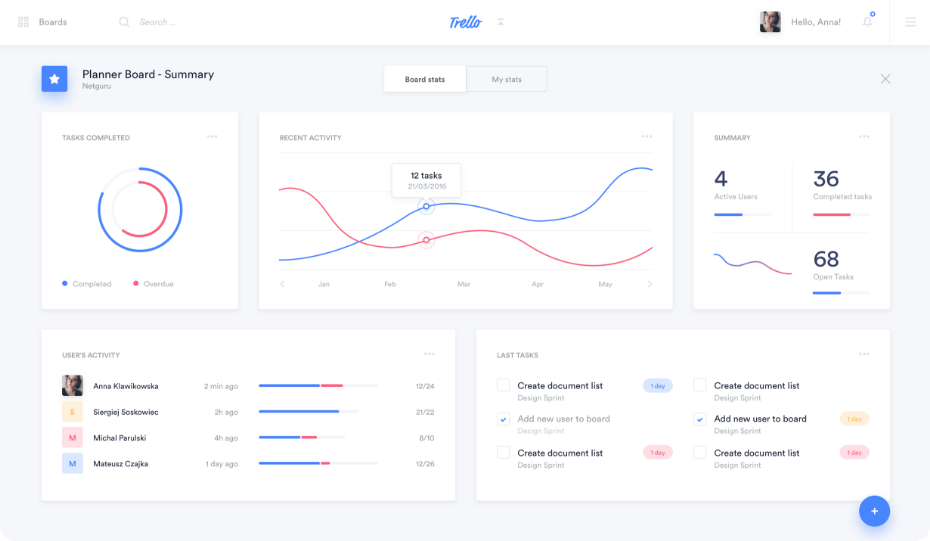 Boards
Search ...
Trello
Hello, Anna!
Planner Board - Summary
Netguru
Board stats
My stats
TASKS COMPLETED
Completed
Overdue
RECENT ACTIVITY
12 tasks
21/03/2016
Jan Feb Mar Apr May
SUMMARY
4
Active Users
36
Completed tasks
68
Open Tasks
USER'S ACTIVITY
Anna Klawikowska 2 min ago 12/24
S Siergiej Soskowiec 2h ago 21/22
M Michal Parulski 4h ago 8/10
M Mateusz Czajka 1 day ago 12/26
LAST TASKS
Create document list 1 day
Design Sprint
Add new user to board
Design Sprint
Create document list 1 day
Design Sprint
Create document list
Design Sprint
Add new user to board 1 day
Design Sprint
Create document list 1 day
Design Sprint
+